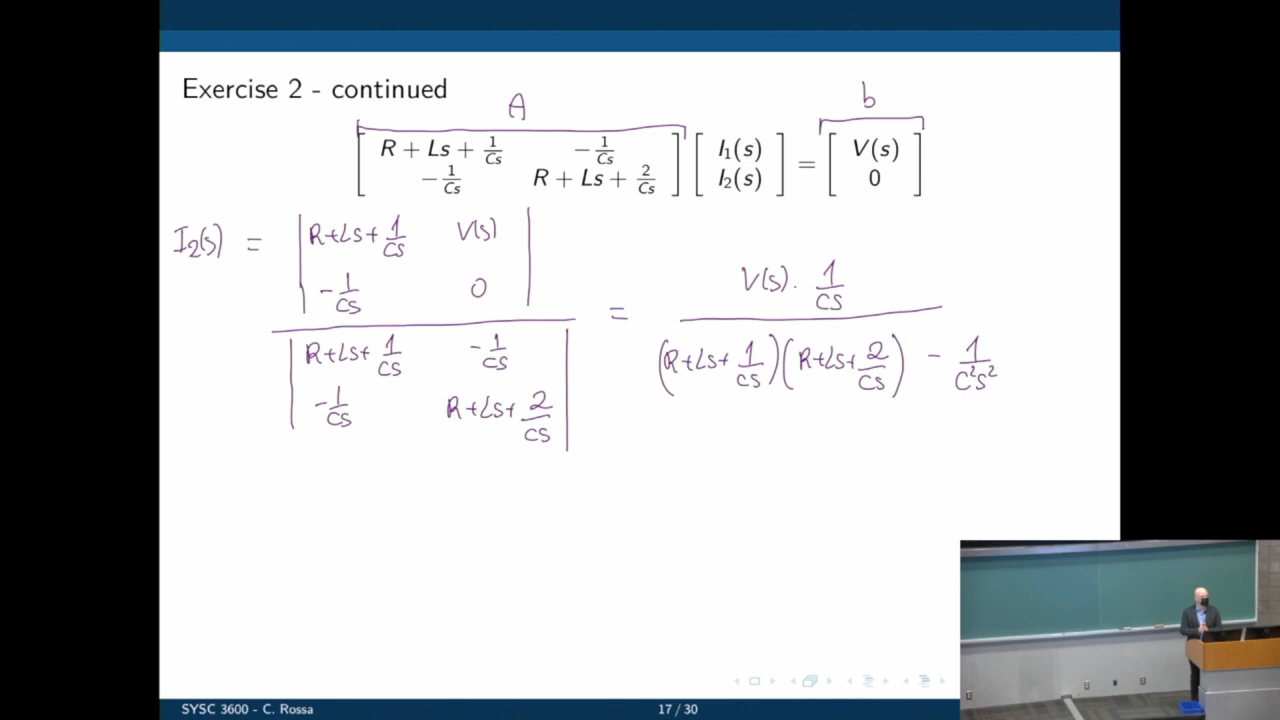 Exercise 2 - continued
A
b
[ R + Ls + 1/Cs   − 1/Cs ] [ I₁(s) ] = [ V(s) ]
[ − 1/Cs   R + Ls + 2/Cs ] [ I₂(s) ]   [ 0 ]
I₂(s) = | R+Ls+ 1/Cs   V(s) |
| - 1/CS   0 |
| R+Ls+ 1/CS   - 1/CS |
| - 1/CS   R+Ls+ 2/CS |
= V(s). 1/CS
(R+Ls+ 1/CS)(R+Ls+ 2/CS) - 1/C²S²
SYSC 3600 - C. Rossa
17 / 30